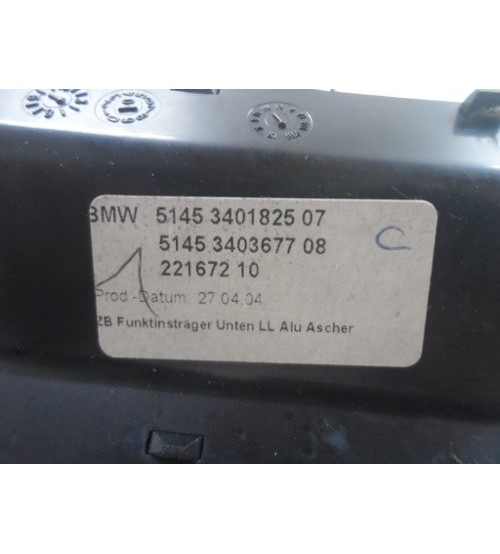 BMW 5145 3401825 07
5145 3403677 08
221672 10
Prod.-Datum: 27.04.04
ZB Funktinsträger Unten LL Alu Ascher
C